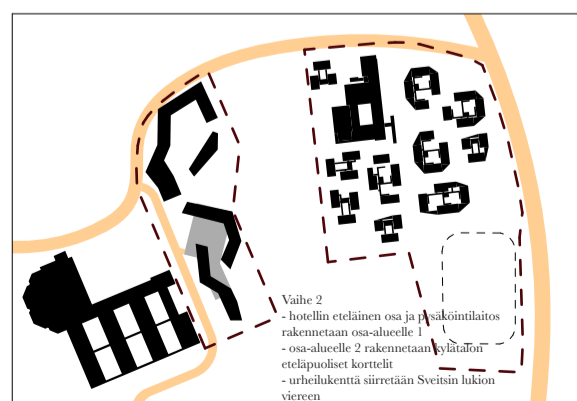 Vaihe 2
- hotellin eteläinen osa ja pysäköintilaitos
rakennetaan osa-alueelle 1
- osa-alueelle 2 rakennetaan kylätalon
eteläpuoliset korttelit
- urheilukenttä siirretään Sveitsin lukion
viereen